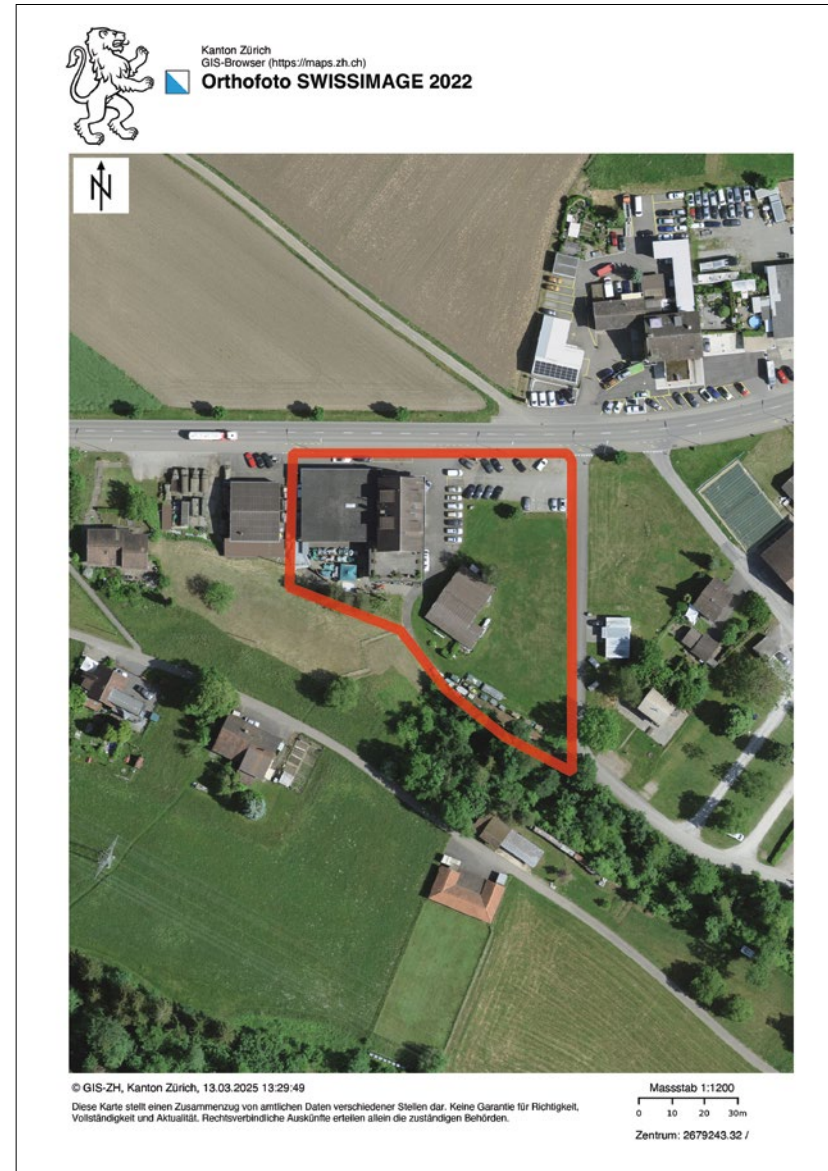 Kanton Zürich
GIS-Browser (https://maps.zh.ch)
Orthofoto SWISSIMAGE 2022
N
© GIS-ZH, Kanton Zürich, 13.03.2025 13:29:49
Diese Karte stellt einen Zusammenzug von amtlichen Daten verschiedener Stellen dar. Keine Garantie für Richtigkeit,
Vollständigkeit und Aktualität. Rechtsverbindliche Auskünfte erteilen allein die zuständigen Behörden.
Massstab 1:1200
0 10 20 30m
Zentrum: 2679243.32 /